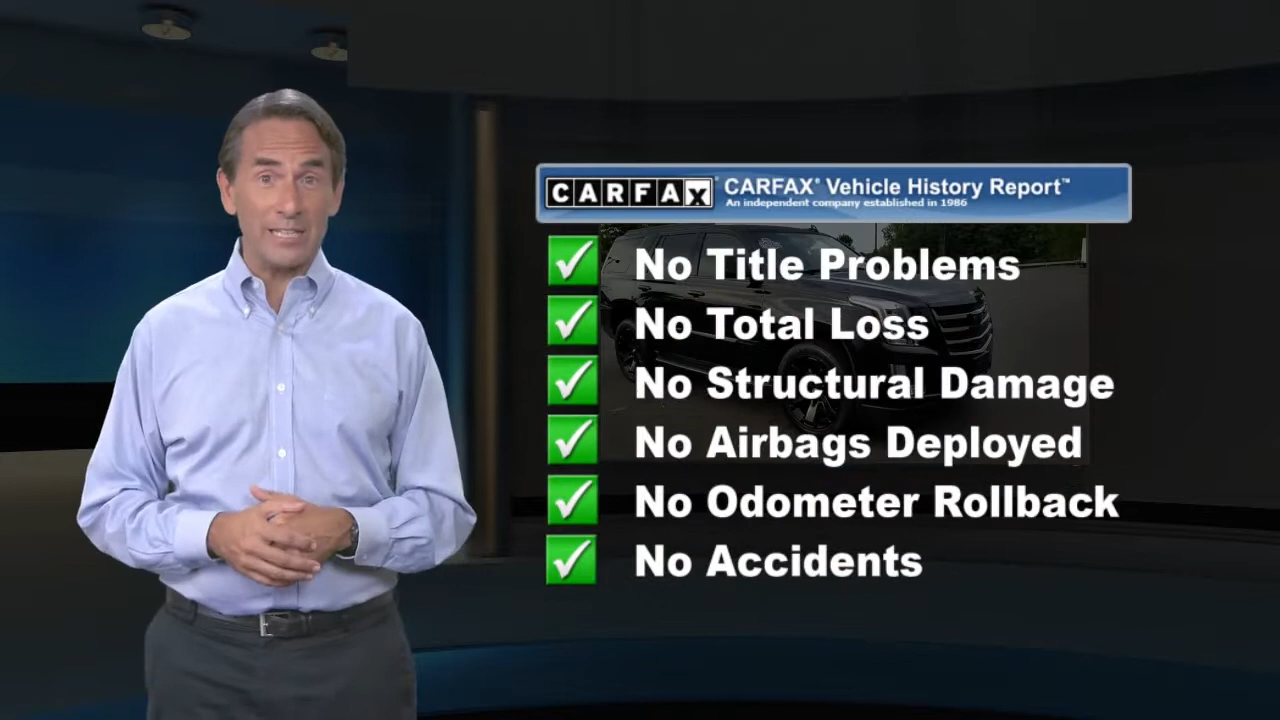 CARFAX
CARFAX® Vehicle History Report™
An independent company established in 1986
No Title Problems
No Total Loss
No Structural Damage
No Airbags Deployed
No Odometer Rollback
No Accidents